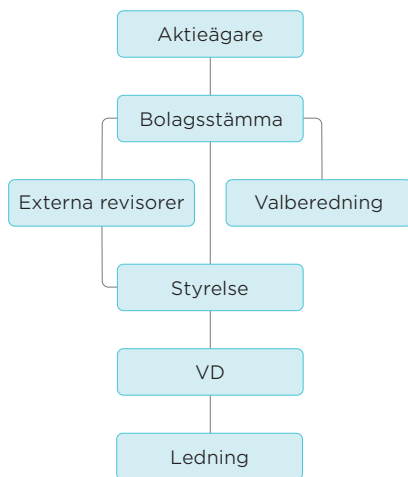 Aktieägare
Bolagsstämma
Externa revisorer
Valberedning
Styrelse
VD
Ledning